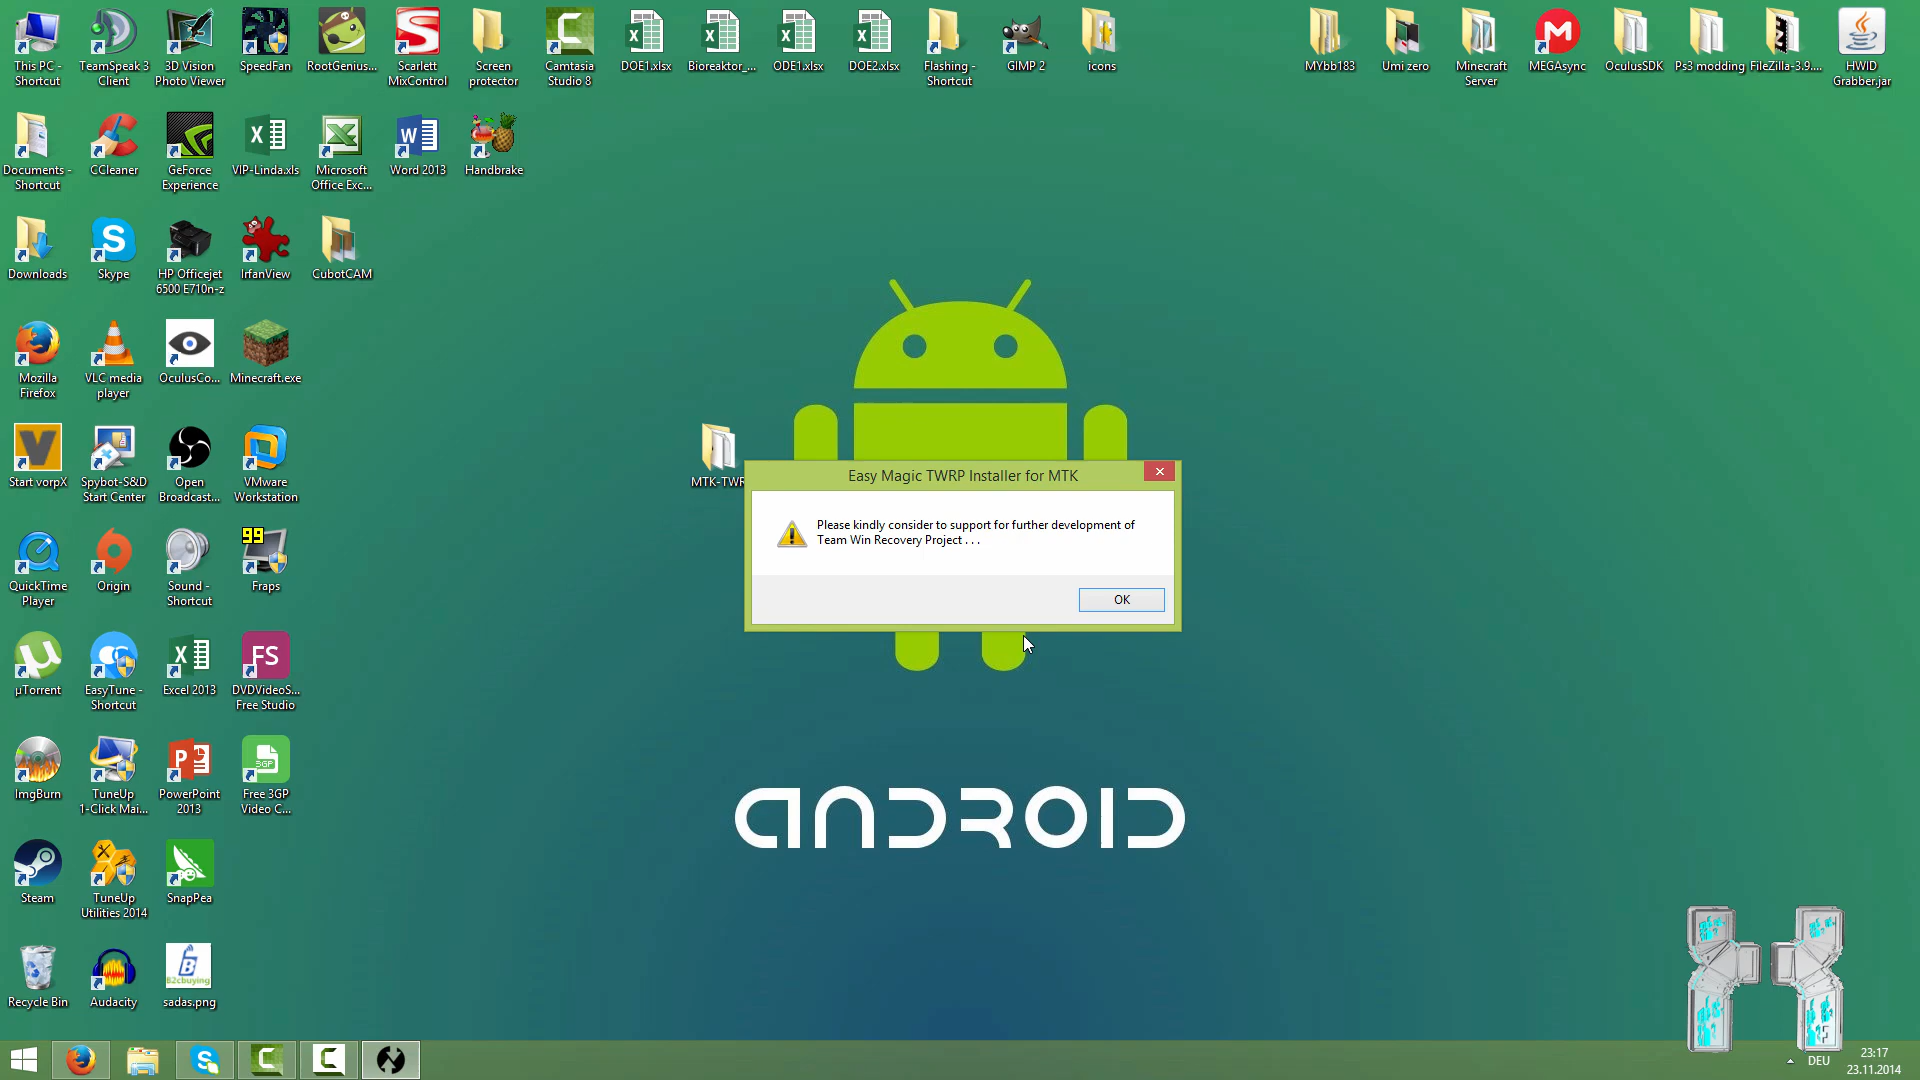 This PC -
Shortcut
TeamSpeak 3
Client
3D Vision
Photo Viewer
SpeedFan
RootGenius...
Scarlett
MixControl
Screen
protector
Camtasia
Studio 8
DOE1.xlsx
Bioreaktor_...
ODE1.xlsx
DOE2.xlsx
Flashing -
Shortcut
GIMP 2
icons
MYbb183
Umi zero
Minecraft
Server
MEGAsync
OculusSDK
Ps3 modding
FileZilla-3.9....
HWID
Grabber.jar
Documents -
Shortcut
CCleaner
GeForce
Experience
VIP-Linda.xls
Microsoft
Office Exc...
Word 2013
Handbrake
Downloads
Skype
HP Officejet
6500 E710n-z
IrfanView
CubotCAM
Mozilla
Firefox
VLC media
player
OculusCo...
Minecraft.exe
Start vorpX
Spybot-S&D
Start Center
Open
Broadcast...
VMware
Workstation
MTK-TWR
Easy Magic TWRP Installer for MTK
Please kindly consider to support for further development of
Team Win Recovery Project . . .
OK
QuickTime
Player
Origin
Sound -
Shortcut
99
Fraps
µTorrent
EasyTune -
Shortcut
Excel 2013
FS
DVDVideoS...
Free Studio
ImgBurn
TuneUp
1-Click Mai...
PowerPoint
2013
3GP
Free 3GP
Video C...
ANDROID
Steam
TuneUp
Utilities 2014
SnapPea
Recycle Bin
Audacity
B2cbuying
sadas.png
DEU
23:17
23.11.2014